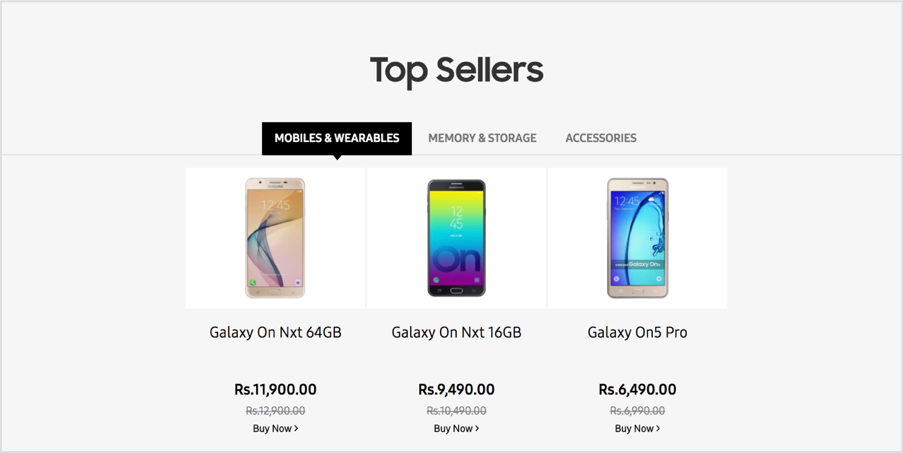 Top Sellers
MOBILES & WEARABLES
MEMORY & STORAGE
ACCESSORIES
12:45
12
45
On
12:45
Galaxy On5
Galaxy On Nxt 64GB
Galaxy On Nxt 16GB
Galaxy On5 Pro
Rs.11,900.00
Rs.9,490.00
Rs.6,490.00
Rs.12,900.00
Rs.10,490.00
Rs.6,990.00
Buy Now >
Buy Now >
Buy Now >